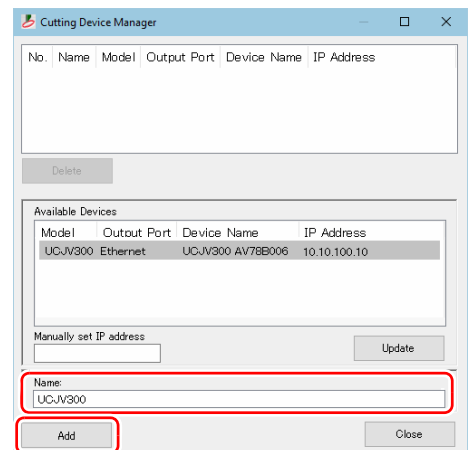 Cutting Device Manager
No. Name Model Output Port Device Name IP Address
Delete
Available Devices
Model Output Port Device Name IP Address
UCJV300 Ethernet UCJV300 AV78B006 10.10.100.10
Manually set IP address
Update
Name:
UCJV300
Add Close